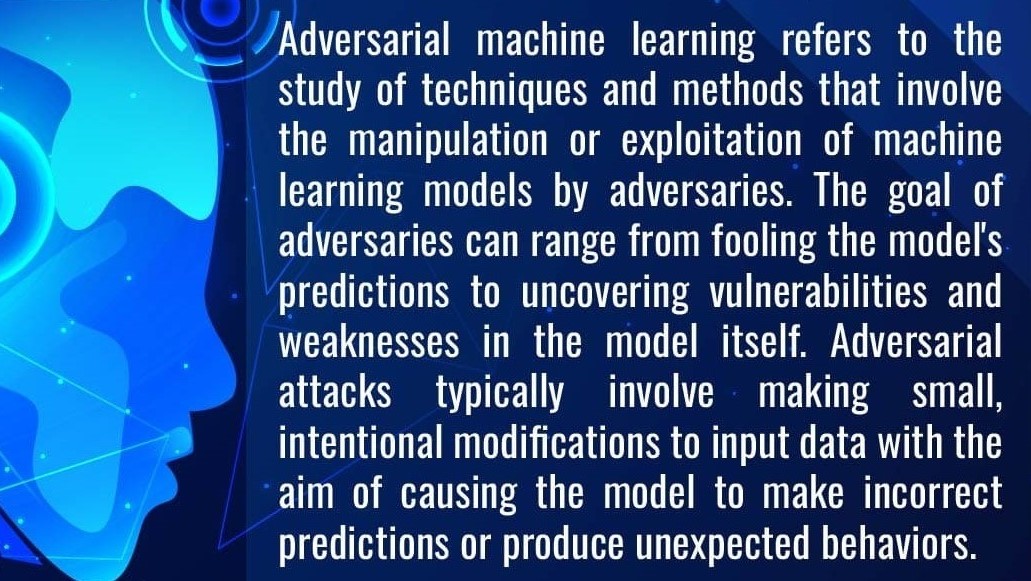 Adversarial machine learning refers to the
study of techniques and methods that involve
the manipulation or exploitation of machine
learning models by adversaries. The goal of
adversaries can range from fooling the model's
predictions to uncovering vulnerabilities and
weaknesses in the model itself. Adversarial
attacks typically involve making small,
intentional modifications to input data with the
aim of causing the model to make incorrect
predictions or produce unexpected behaviors.